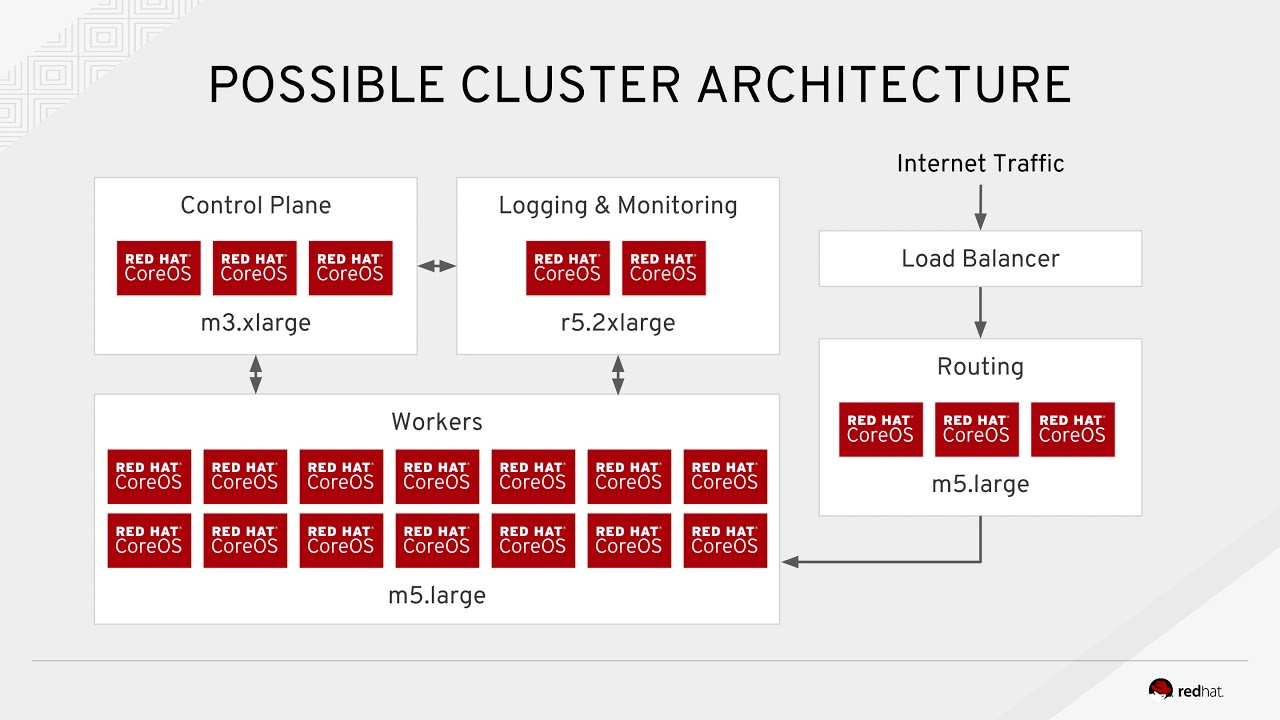 POSSIBLE CLUSTER ARCHITECTURE
Control Plane
RED HAT® RED HAT® RED HAT®
CoreOS CoreOS CoreOS
m3.xlarge
Logging & Monitoring
RED HAT® RED HAT®
CoreOS CoreOS
r5.2xlarge
Internet Traffic
Load Balancer
Routing
RED HAT® RED HAT® RED HAT®
CoreOS CoreOS CoreOS
m5.large
Workers
RED HAT® RED HAT® RED HAT® RED HAT® RED HAT® RED HAT® RED HAT®
CoreOS CoreOS CoreOS CoreOS CoreOS CoreOS CoreOS
RED HAT® RED HAT® RED HAT® RED HAT® RED HAT® RED HAT® RED HAT®
CoreOS CoreOS CoreOS CoreOS CoreOS CoreOS CoreOS
m5.large
redhat.